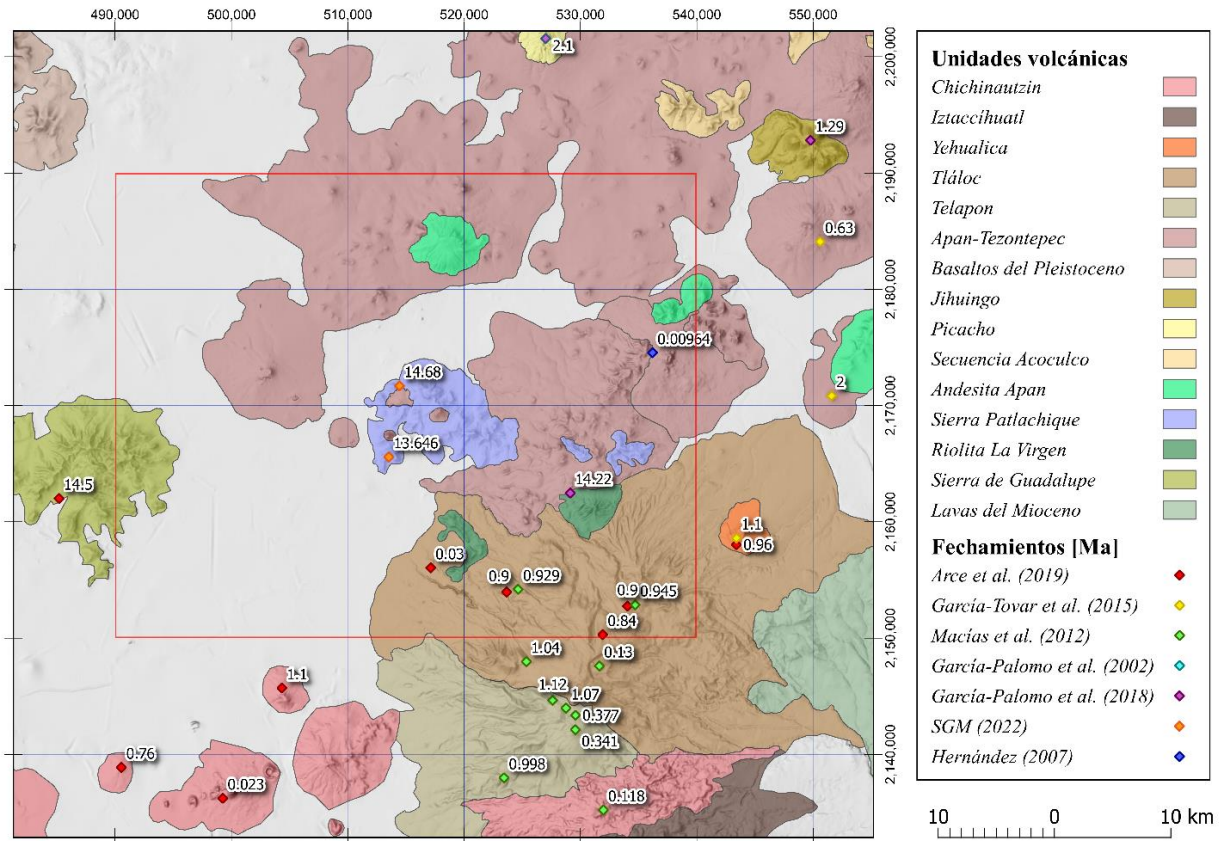 490.000 500,000 510,000 520,000 530,000 540,000 550,000
2,200,000
2,190,000
2,180,000
2,170,000
2,160,000
2,150,000
2,140,000
2.1
1.29
0.63
0.00964
2
14.68
13.646
14.5
14.22
1.1
0.96
0.03
0.9
0.929
0.9
0.945
0.84
1.04
0.13
1.12
1.07
0.377
0.341
1.1
0.76
0.023
0.998
0.118
Unidades volcánicas
Chichinautzin
Iztaccíhuatl
Yehualica
Tláloc
Telapon
Apan-Tezontepec
Basaltos del Pleistoceno
Jihuingo
Picacho
Secuencia Acoculco
Andesita Apan
Sierra Patlachique
Riolita La Virgen
Sierra de Guadalupe
Lavas del Mioceno
Fechamientos [Ma]
Arce et al. (2019)
García-Tovar et al. (2015)
Macías et al. (2012)
García-Palomo et al. (2002)
García-Palomo et al. (2018)
SGM (2022)
Hernández (2007)
10 0 10 km